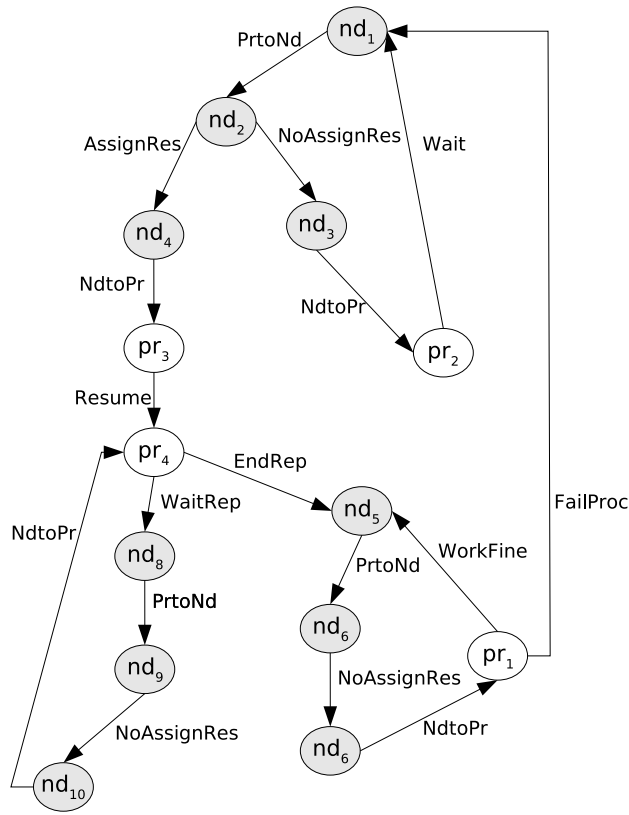 nd1
PrtoNd
nd2
AssignRes
NoAssignRes
Wait
nd4
nd3
NdtoPr
NdtoPr
pr3
pr2
Resume
pr4
EndRep
WaitRep
nd5
FailProc
NdtoPr
nd8
WorkFine
PrtoNd
PrtoNd
nd6
nd9
pr1
NoAssignRes
NoAssignRes
NdtoPr
nd6
nd10